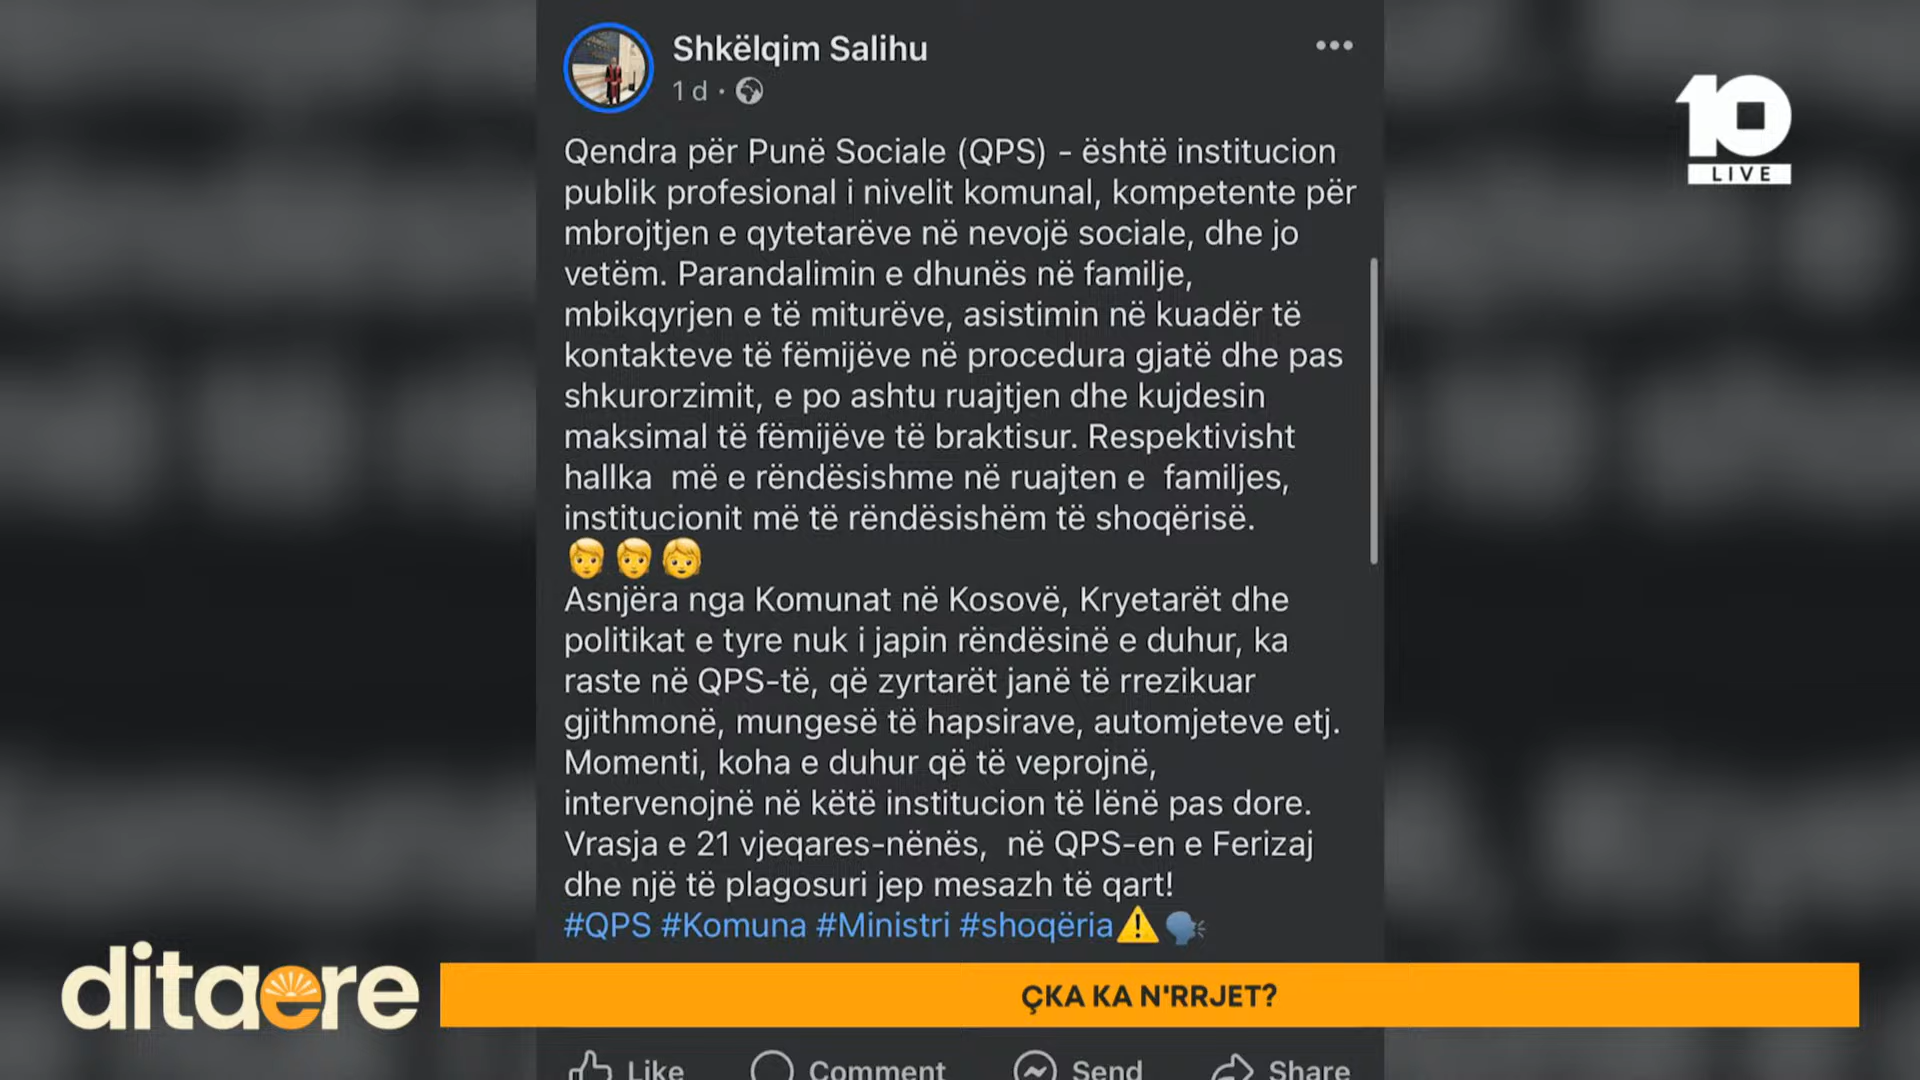 Shkëlqim Salihu
1 d ·
10
LIVE
Qendra për Punë Sociale (QPS) - është institucion
publik profesional i nivelit komunal, kompetente për
mbrojtjen e qytetarëve në nevojë sociale, dhe jo
vetëm. Parandalimin e dhunës në familje,
mbikqyrjen e të miturëve, asistimin në kuadër të
kontakteve të fëmijëve në procedura gjatë dhe pas
shkurorzimit, e po ashtu ruajtjen dhe kujdesin
maksimal të fëmijëve të braktisur. Respektivisht
hallka më e rëndësishme në ruajten e familjes,
institucionit më të rëndësishëm të shoqërisë.
Asnjëra nga Komunat në Kosovë, Kryetarët dhe
politikat e tyre nuk i japin rëndësinë e duhur, ka
raste në QPS-të, që zyrtarët janë të rrezikuar
gjithmonë, mungesë të hapsirave, automjeteve etj.
Momenti, koha e duhur që të veprojnë,
intervenojnë në këtë institucion të lënë pas dore.
Vrasja e 21 vjeqares-nënës, në QPS-en e Ferizaj
dhe një të plagosuri jep mesazh të qart!
#QPS #Komuna #Ministri #shoqëria
ditaere
ÇKA KA N'RRJET?
Like Comment Send Share